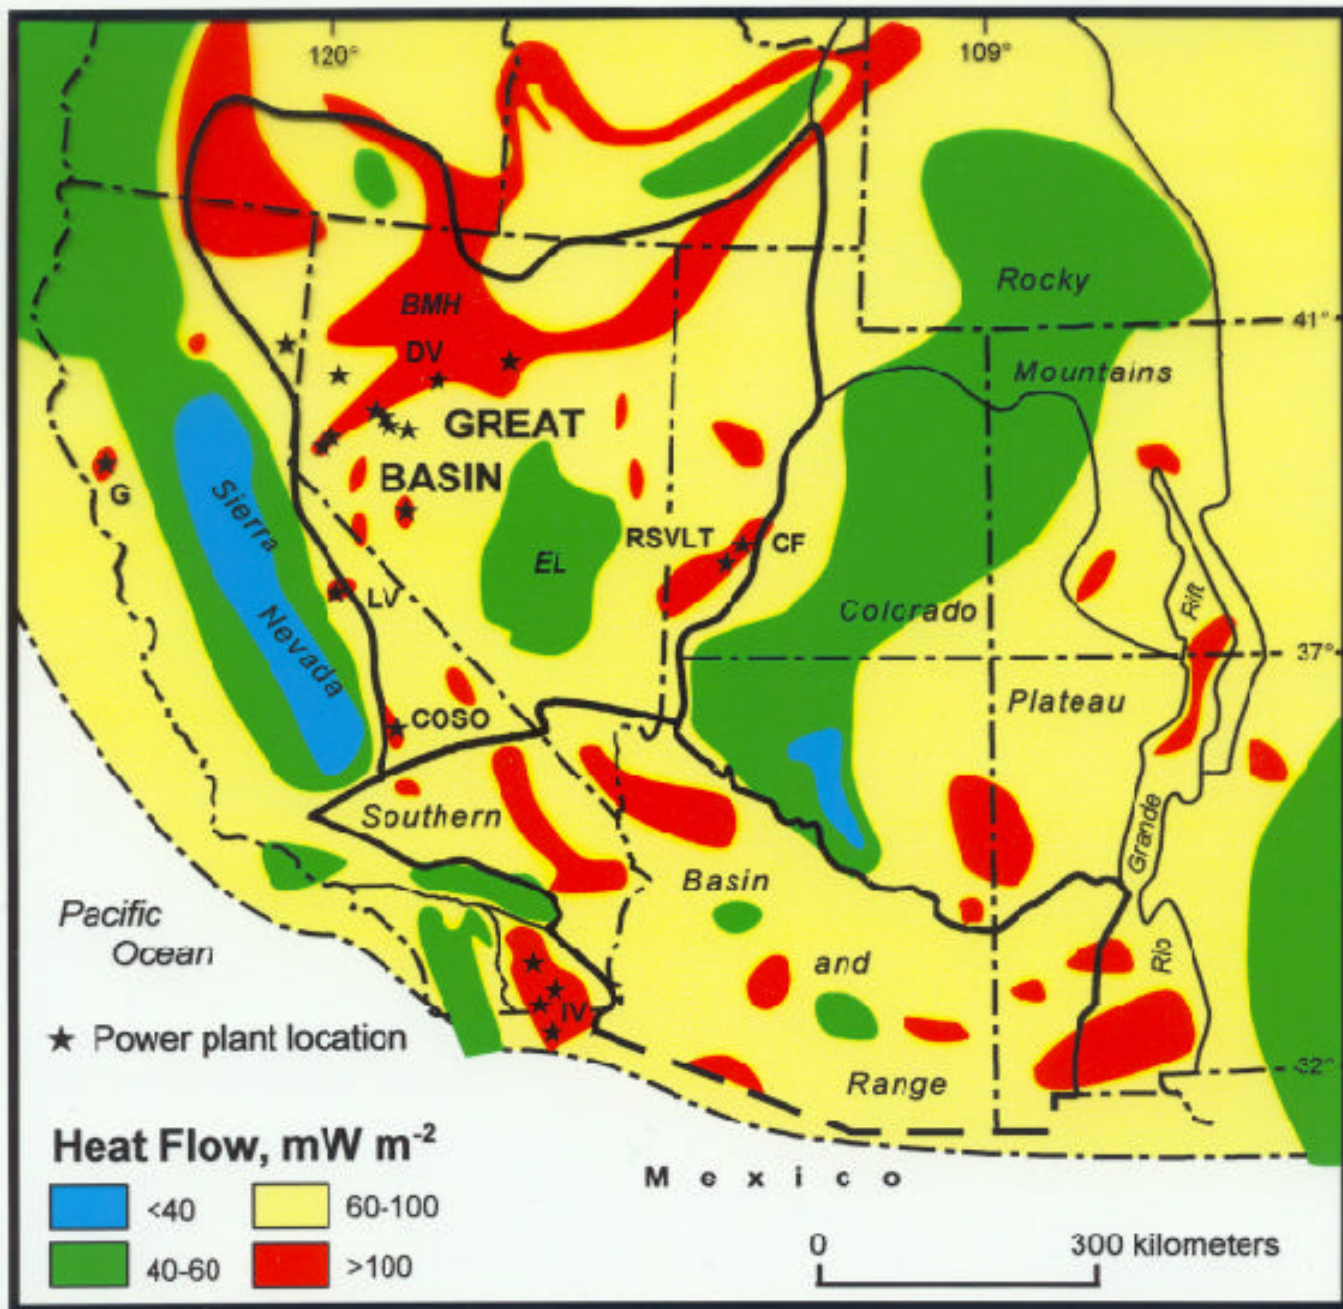 120°
109°
Rocky
BMH
41°
DV
Mountains
GREAT
BASIN
G
Sierra
Nevada
RSVLT
CF
EL
LV
Colorado
Rift
37°
Plateau
COSO
Southern
Grande
Basin
Pacific
Ocean
and
Rio
IV
★ Power plant location
Range
32°
Heat Flow, mW m-2
Mexico
<40
60-100
40-60
>100
0
300 kilometers